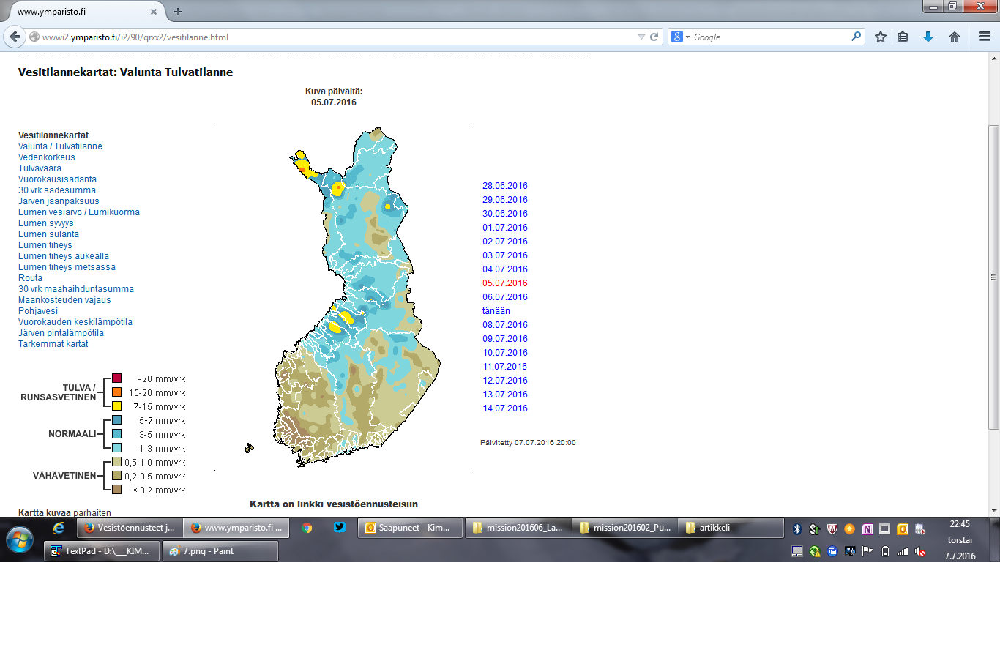 www.ymparisto.fi
wwwi2.ymparisto.fi/i2/90/qrxx2/vesitilanne.html
Google
Vesitilannekartat: Valunta Tulvatilanne
Kuva päivältä:
05.07.2016
Vesitilannekartat
Valunta / Tulvatilanne
Vedenkorkeus
Tulvavaara
Vuorokausisadanta
30 vrk sadesumma
Järven jäänpaksuus
Lumen vesiarvo / Lumikuorma
Lumen syvyys
Lumen sulanta
Lumen tiheys
Lumen tiheys aukealla
Lumen tiheys metsässä
Routa
30 vrk maahaihduntasumma
Maankosteuden vajaus
Pohjavesi
Vuorokauden keskilämpötila
Järven pintalämpötila
Tarkemmat kartat
28.06.2016
29.06.2016
30.06.2016
01.07.2016
02.07.2016
03.07.2016
04.07.2016
05.07.2016
06.07.2016
tänään
08.07.2016
09.07.2016
10.07.2016
11.07.2016
12.07.2016
13.07.2016
14.07.2016
Päivitetty 07.07.2016 20:00
TULVA /
RUNSASVETINEN
>20 mm/vrk
15-20 mm/vrk
7-15 mm/vrk
NORMAALI
5-7 mm/vrk
3-5 mm/vrk
1-3 mm/vrk
VÄHÄVETINEN
0,5-1,0 mm/vrk
0,2-0,5 mm/vrk
< 0,2 mm/vrk
Kartta on linkki vesistöennusteisiin
Kartta kuvaa parhaiten
Vesistöennusteet j...
www.ymparisto.fi ...
Saapuneet - Kim...
mission201606_La...
mission201602_Pu...
artikkeli
TextPad - D:\___KIM...
7.png - Paint
22:45
torstai
7.7.2016